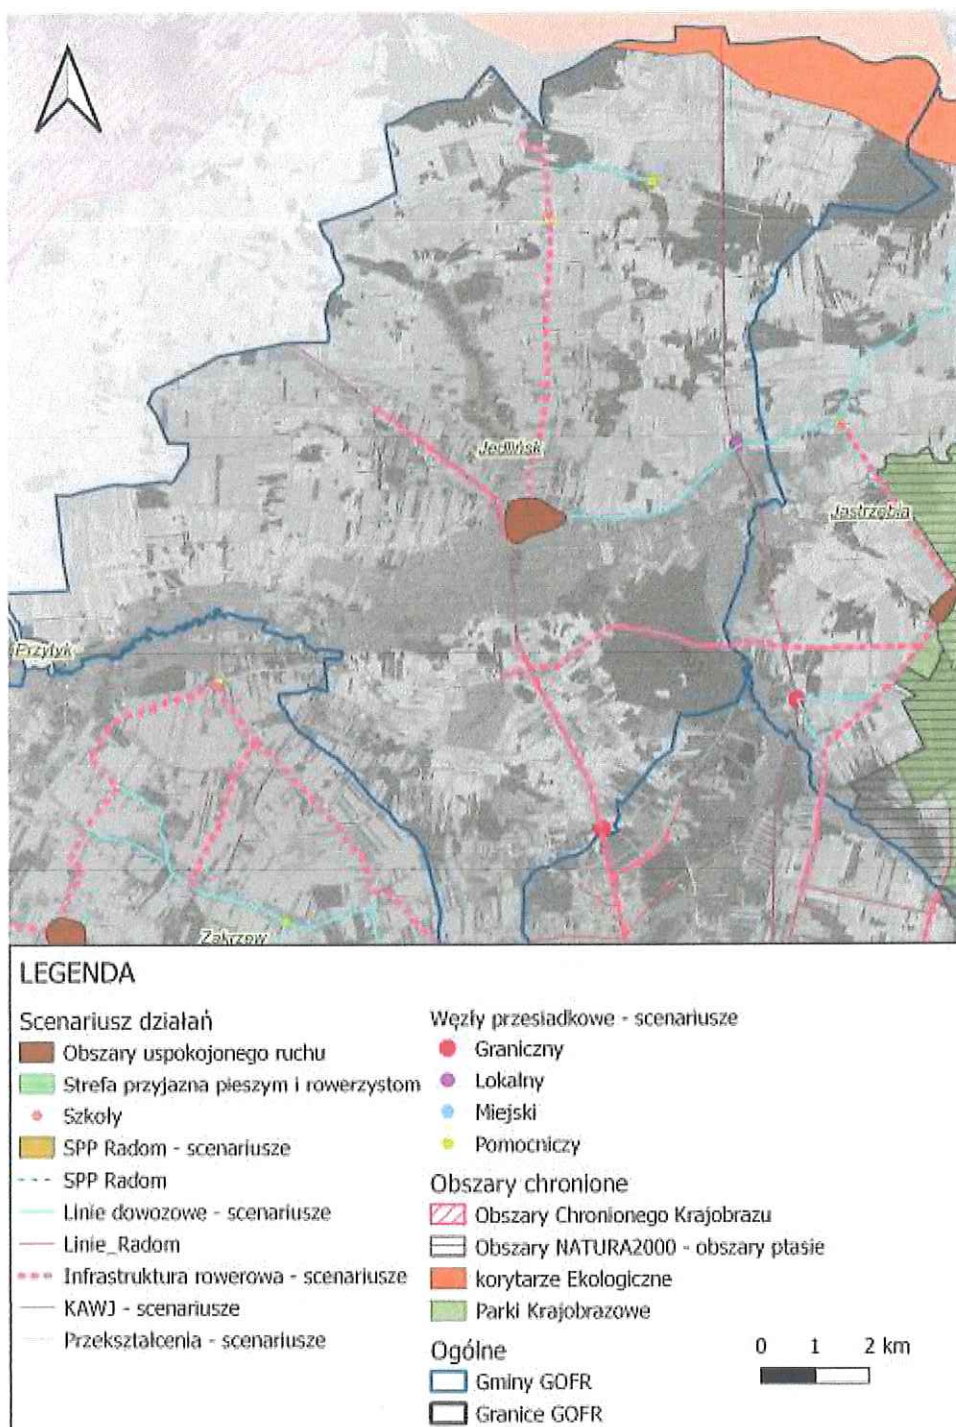 Jedlińsk
Jastrzębia
Przytyk
Zakrzew
LEGENDA
Scenariusz działań
Obszary uspokojonego ruchu
Strefa przyjazna pieszym i rowerzystom
Szkoły
SPP Radom - scenariusze
SPP Radom
Linie dowozowe - scenariusze
Linie_Radom
Infrastruktura rowerowa - scenariusze
KAWJ - scenariusze
Przekształcenia - scenariusze
Węzły przesiadkowe - scenariusze
Graniczny
Lokalny
Miejski
Pomocniczy
Obszary chronione
Obszary Chronionego Krajobrazu
Obszary NATURA2000 - obszary ptasie
korytarze Ekologiczne
Parki Krajobrazowe
Ogólne
Gminy GOFR
Granice GOFR
0 1 2 km